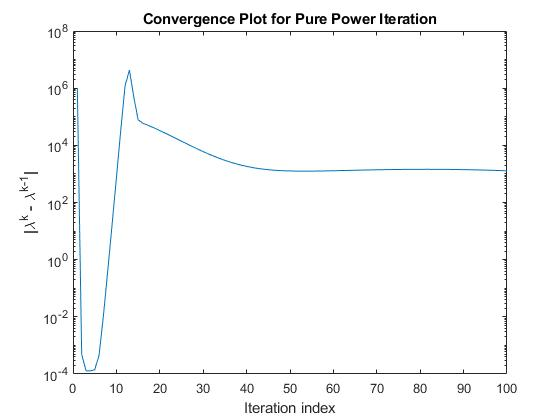 Convergence Plot for Pure Power Iteration
10^8
10^6
10^4
10^2
10^0
10^-2
10^-4
|λ^k - λ^k-1|
0 10 20 30 40 50 60 70 80 90 100
Iteration index